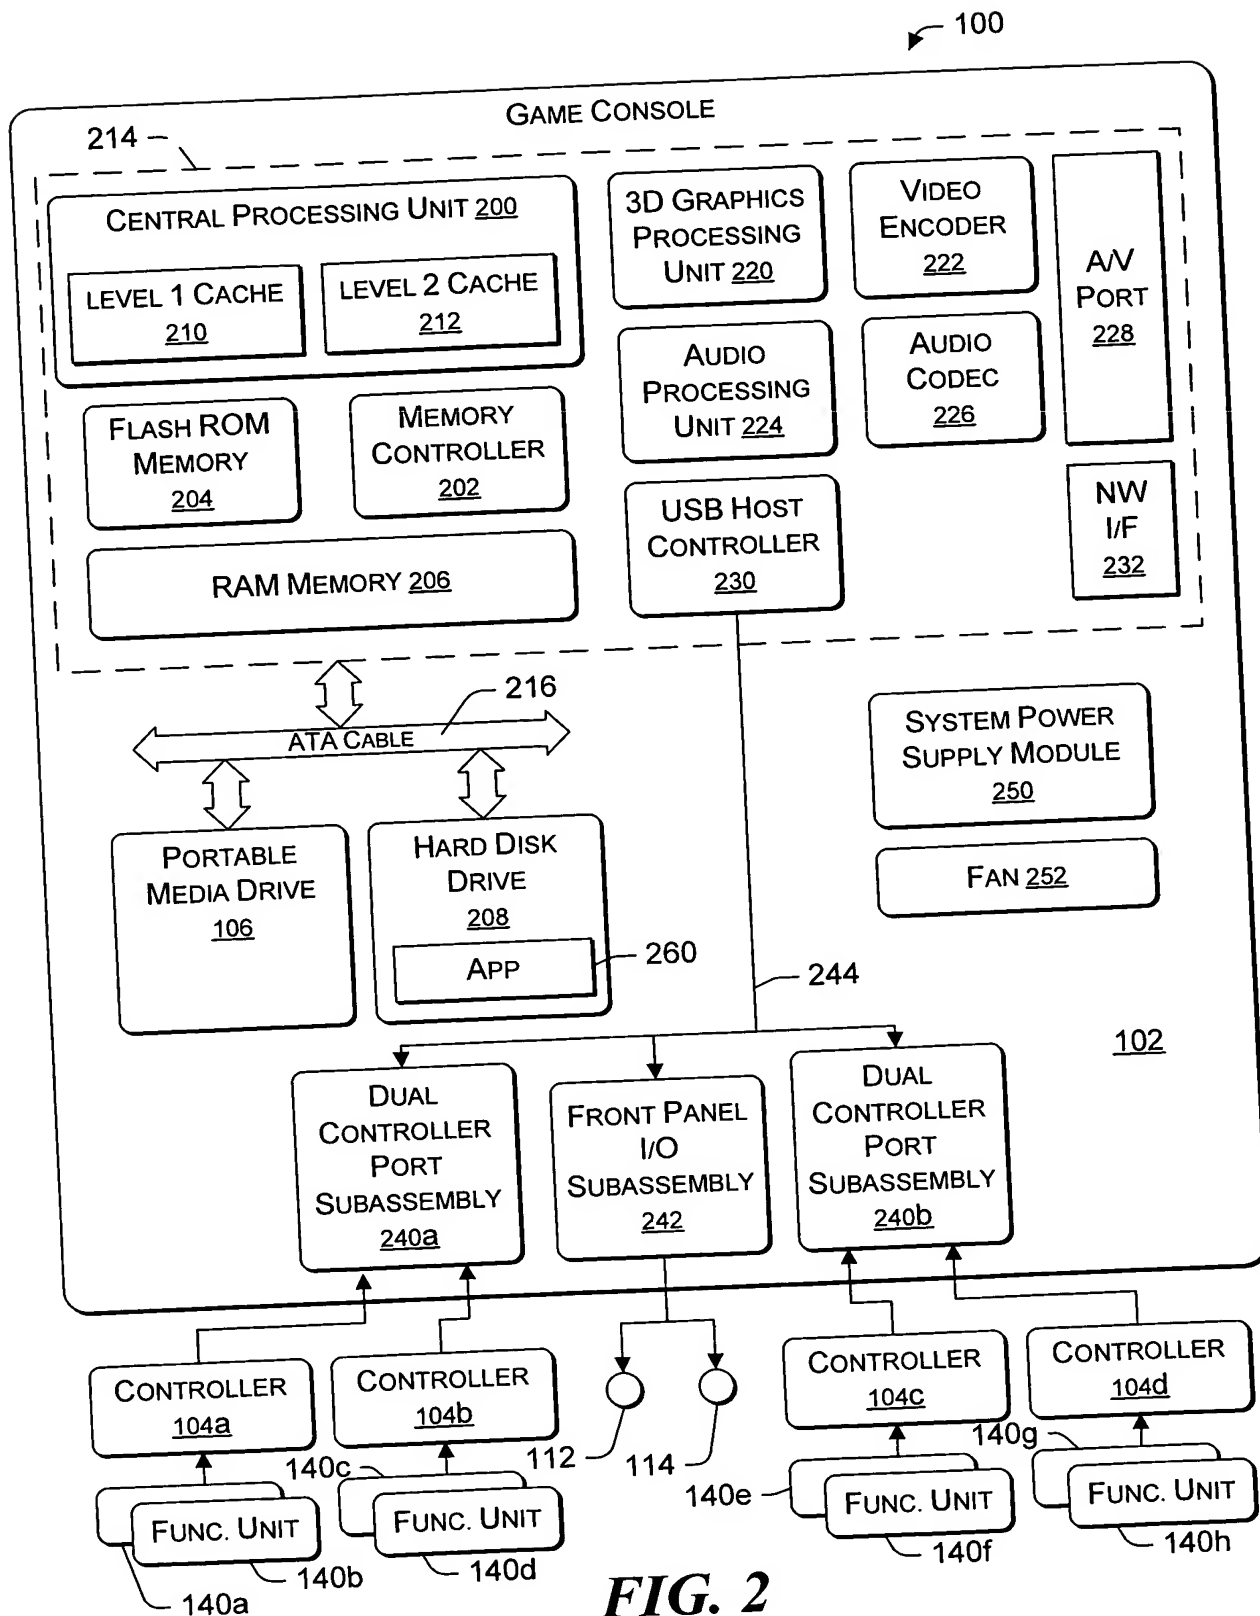 100
GAME CONSOLE
214
CENTRAL PROCESSING UNIT 200
LEVEL 1 CACHE
210
LEVEL 2 CACHE
212
3D GRAPHICS
PROCESSING
UNIT 220
VIDEO
ENCODER
222
A/V
PORT
228
AUDIO
PROCESSING
UNIT 224
AUDIO
CODEC
226
FLASH ROM
MEMORY
204
MEMORY
CONTROLLER
202
USB HOST
CONTROLLER
230
NW
I/F
232
RAM MEMORY 206
216
ATA CABLE
SYSTEM POWER
SUPPLY MODULE
250
PORTABLE
MEDIA DRIVE
106
HARD DISK
DRIVE
208
APP
260
FAN 252
244
102
DUAL
CONTROLLER
PORT
SUBASSEMBLY
240a
FRONT PANEL
I/O
SUBASSEMBLY
242
DUAL
CONTROLLER
PORT
SUBASSEMBLY
240b
CONTROLLER
104a
CONTROLLER
104b
112
114
CONTROLLER
104c
CONTROLLER
104d
140c
140e
140g
FUNC. UNIT
FUNC. UNIT
FUNC. UNIT
FUNC. UNIT
140a
140b
140d
140f
140h
FIG. 2